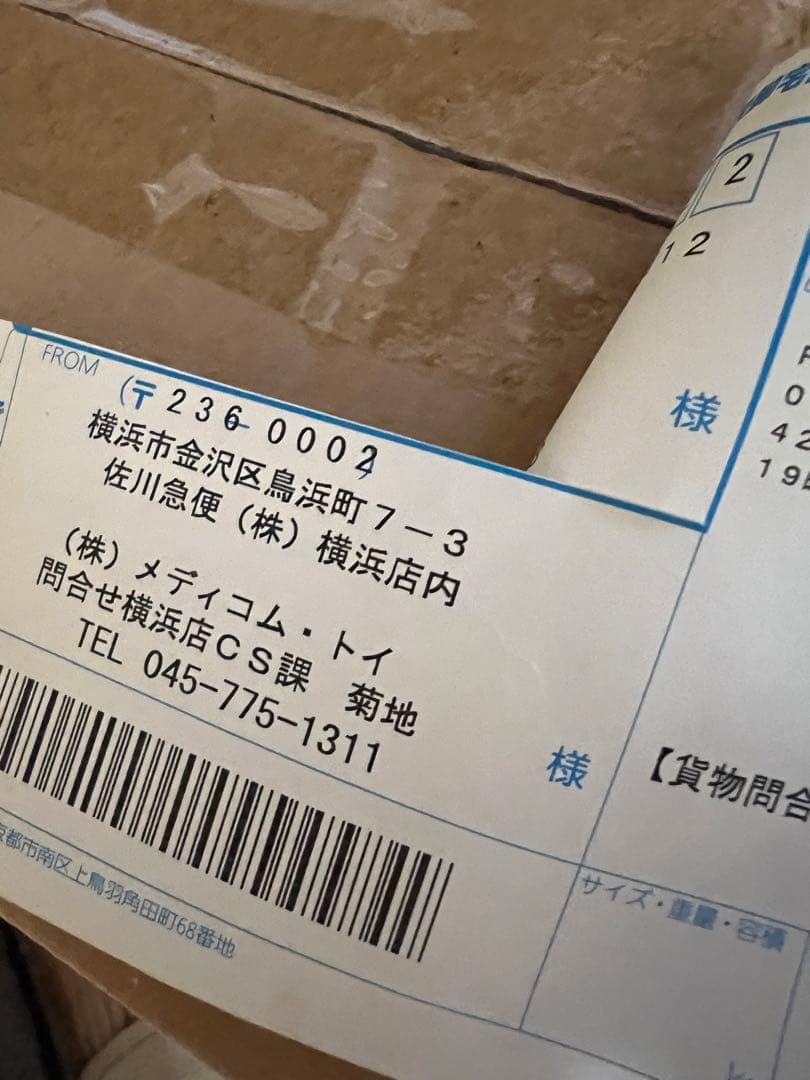 2
12
様
FROM
(〒236-0002
横浜市金沢区鳥浜町7-3
佐川急便(株)横浜店内
(株)メディコム・トイ
問合せ横浜店CS課 菊地
TEL 045-775-1311
様
0
42
19
【貨物問合
都市南区上鳥羽角田町68番地
サイズ・重量・容積